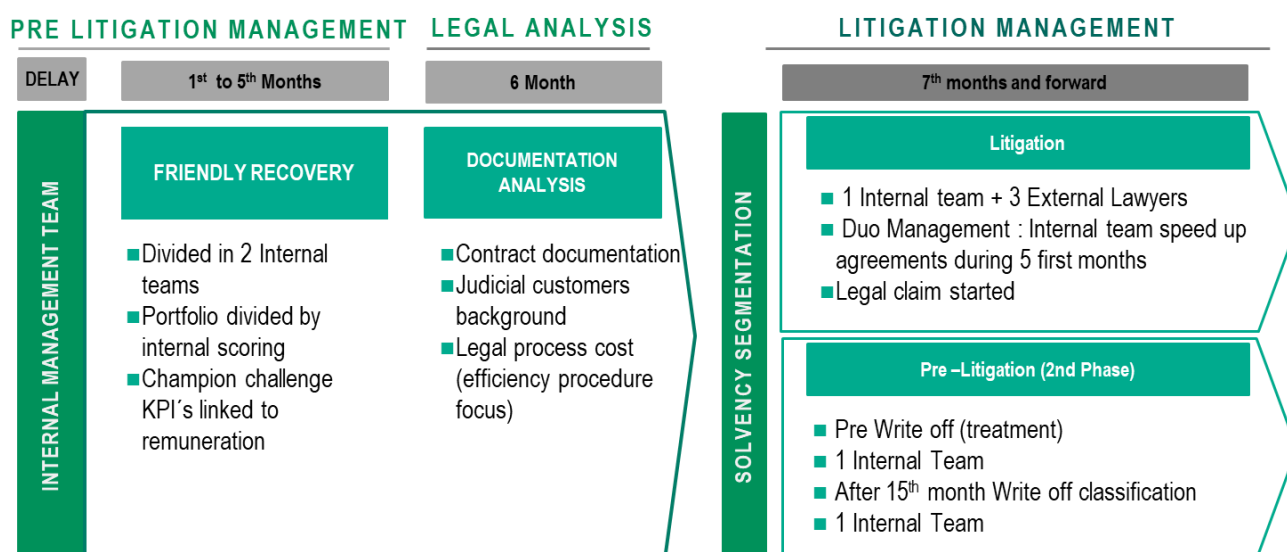 PRE LITIGATION MANAGEMENT
LEGAL ANALYSIS
LITIGATION MANAGEMENT
DELAY
1st to 5th Months
6 Month
7th months and forward
INTERNAL MANAGEMENT TEAM
FRIENDLY RECOVERY
■Divided in 2 Internal
teams
■Portfolio divided by
internal scoring
■Champion challenge
KPI´s linked to
remuneration
DOCUMENTATION
ANALYSIS
■Contract documentation
■Judicial customers
background
■Legal process cost
(efficiency procedure
focus)
SOLVENCY SEGMENTATION
Litigation
■ 1 Internal team + 3 External Lawyers
■ Duo Management : Internal team speed up
agreements during 5 first months
■Legal claim started
Pre –Litigation (2nd Phase)
■ Pre Write off (treatment)
■ 1 Internal Team
■ After 15th month Write off classification
■ 1 Internal Team